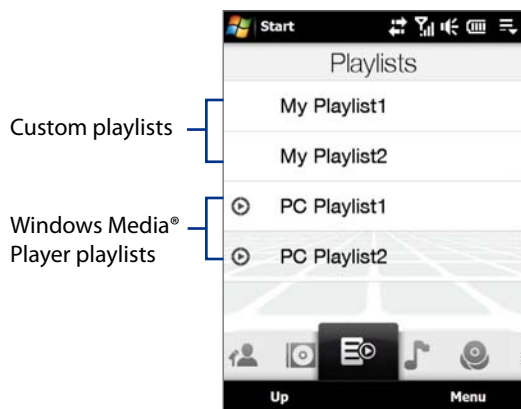 Start
Playlists
Custom playlists
My Playlist1
My Playlist2
Windows Media®
Player playlists
PC Playlist1
PC Playlist2
Up
Menu